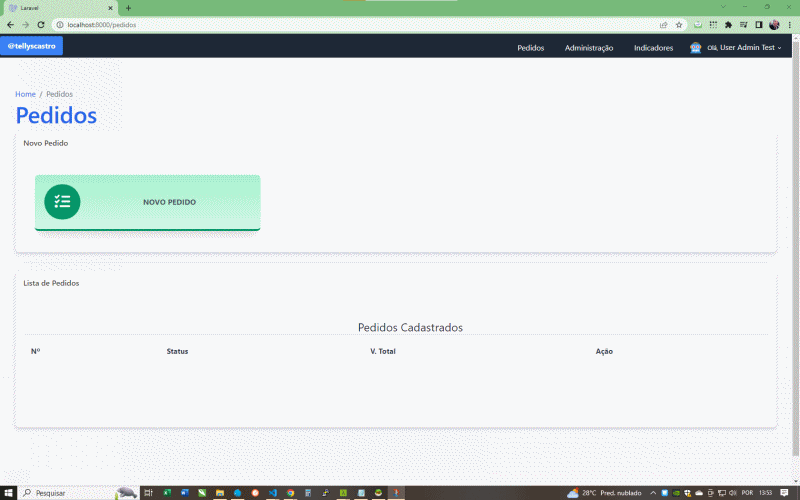 Laravel
localhost:8000/pedidos
@tellyscastro
Pedidos Administração Indicadores Olá, User Admin Test
Home / Pedidos
Pedidos
Novo Pedido
NOVO PEDIDO
Lista de Pedidos
Pedidos Cadastrados
Nº Status V. Total Ação
Pesquisar
28°C Pred. nublado
POR 13:53